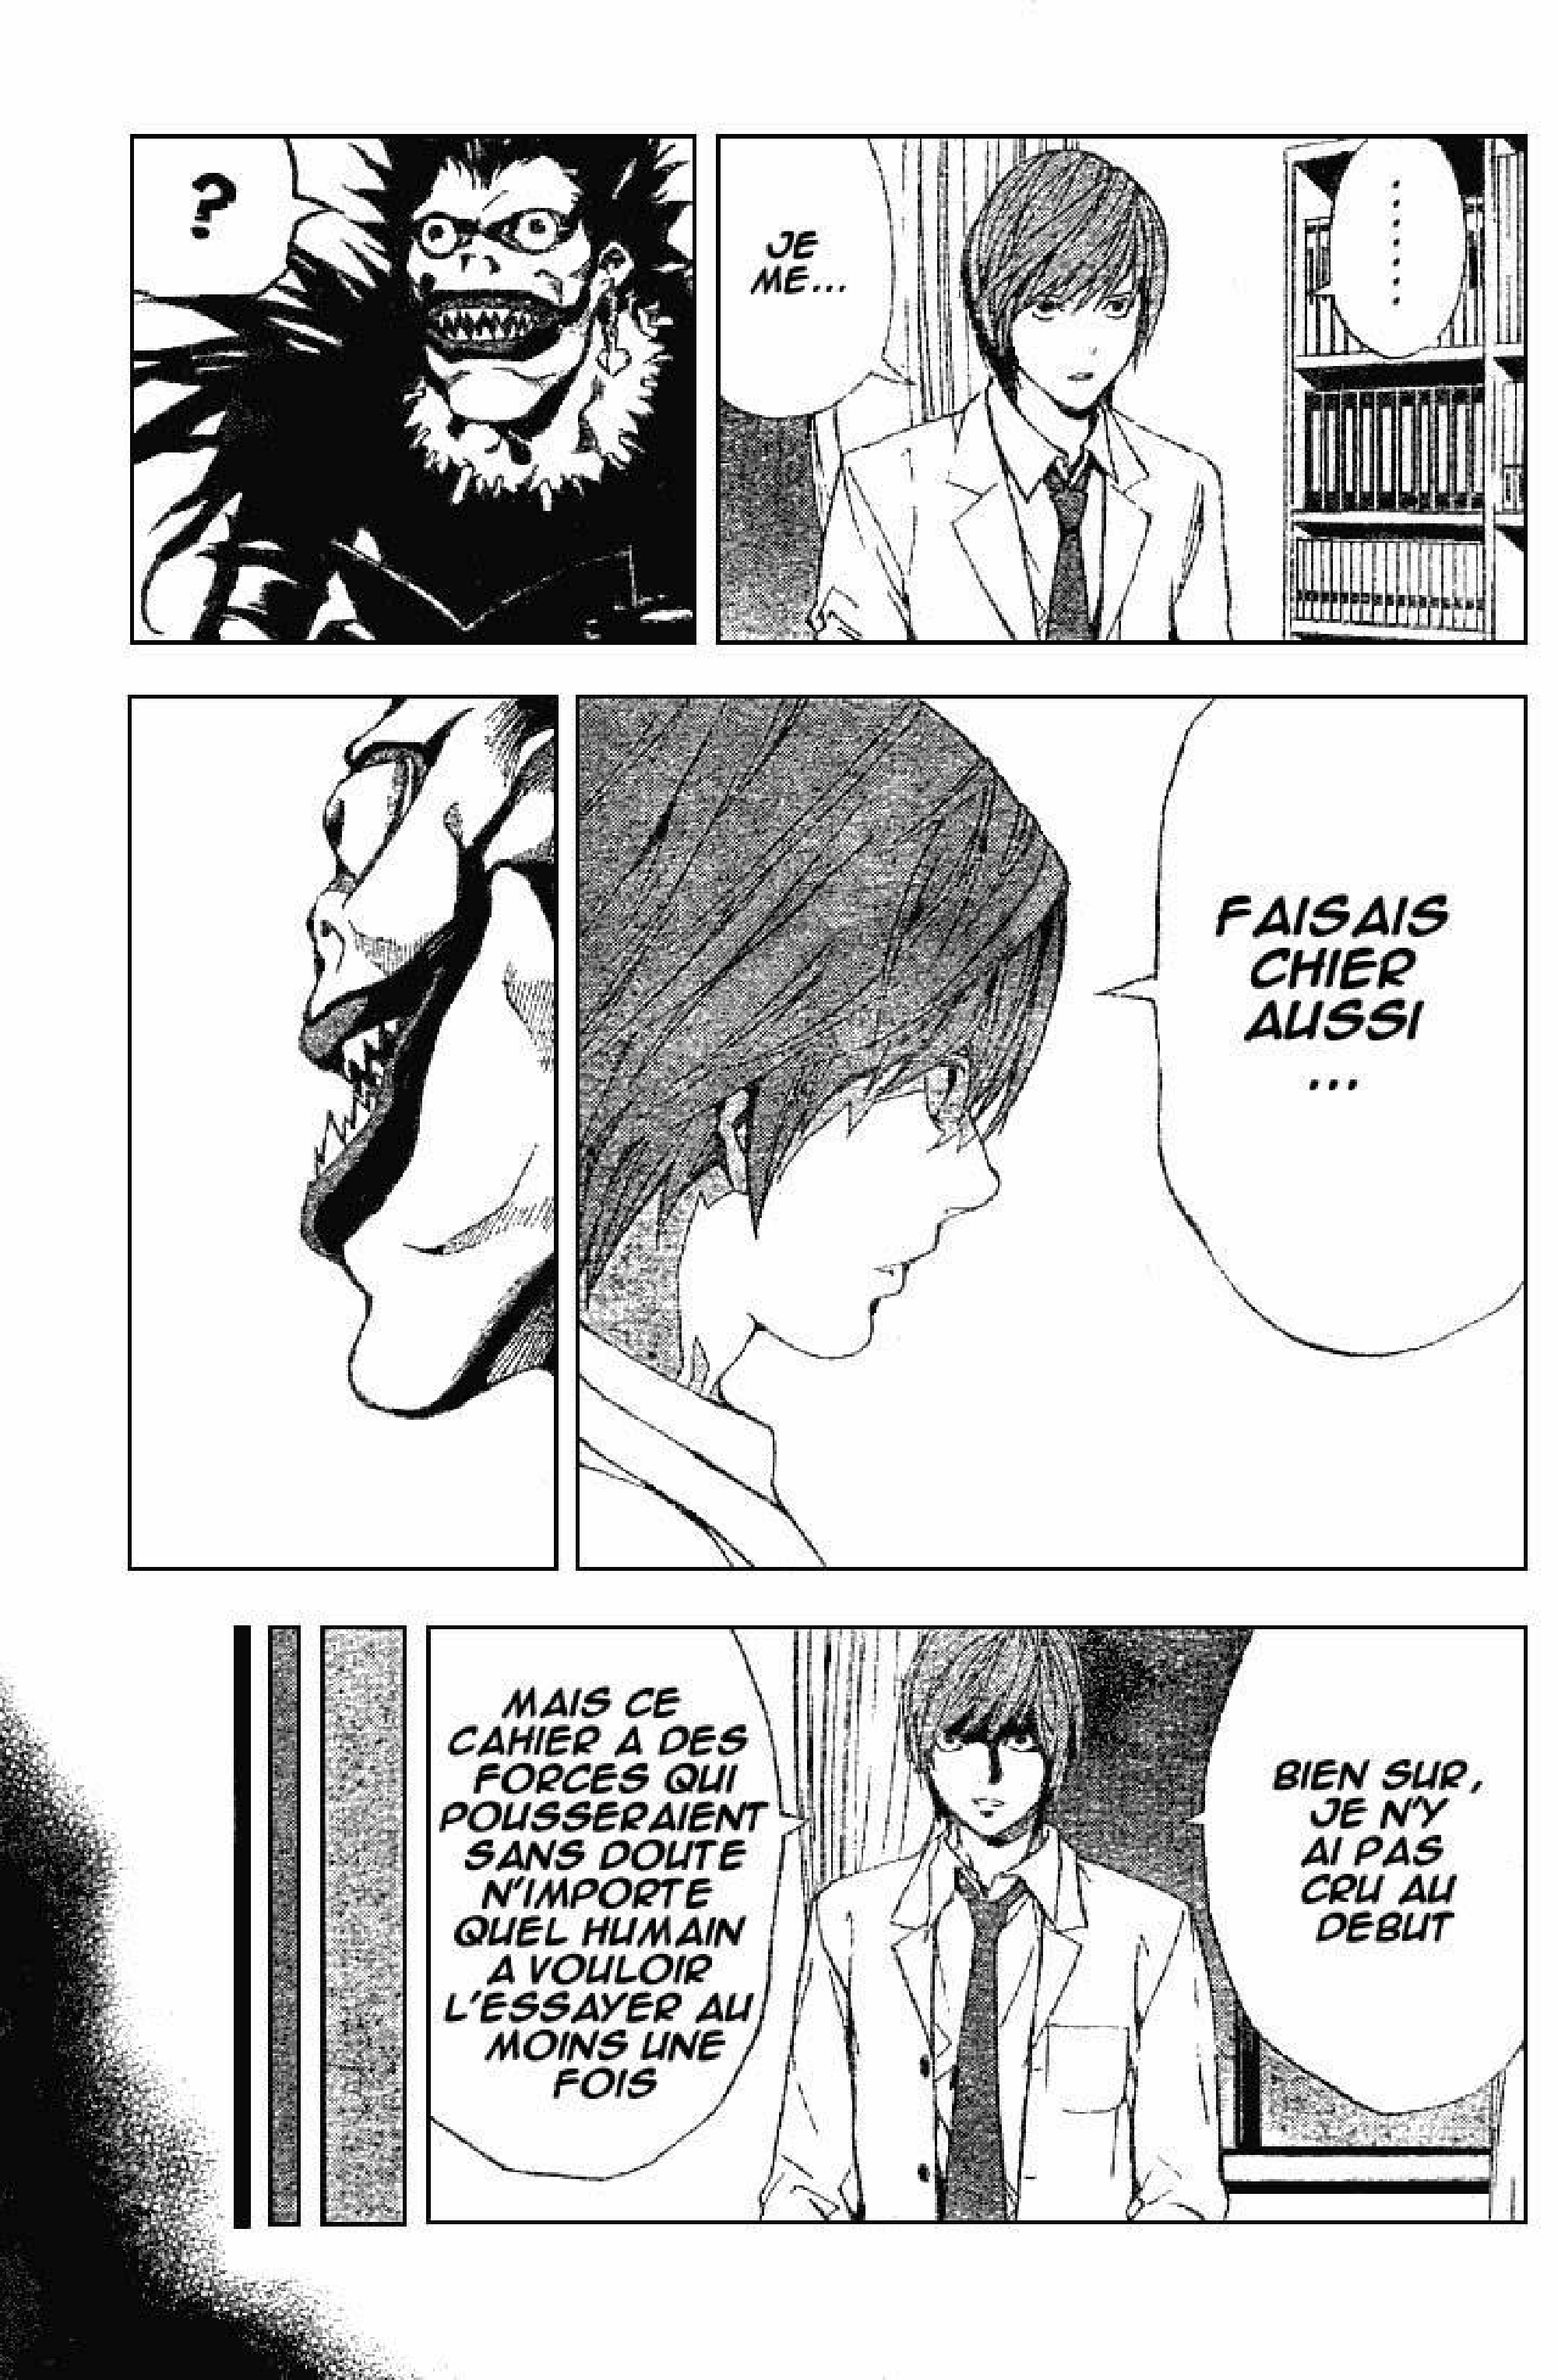 ......
JE
ME...
?
FAISAIS
CHIER
AUSSI
...
BIEN SUR,
JE N'Y
AI PAS
CRU AU
DEBUT
MAIS CE
CAHIER A DES
FORCES QUI
POUSSERAIENT
SANS DOUTE
N'IMPORTE
QUEL HUMAIN
A VOULOIR
L'ESSAYER AU
MOINS UNE
FOIS